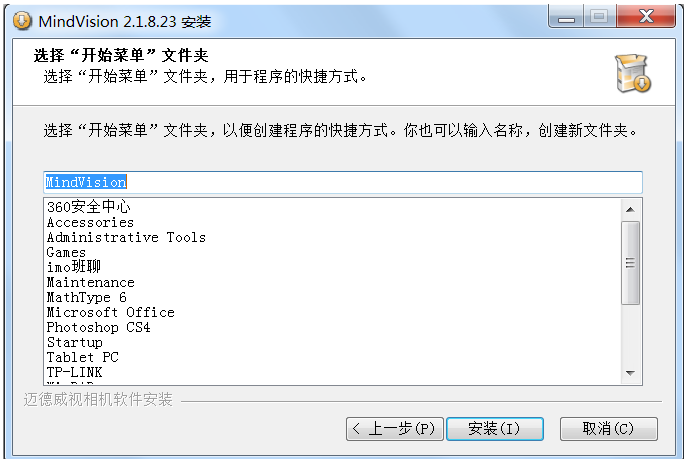 MindVision 2.1.8.23 安装
选择“开始菜单”文件夹
选择“开始菜单”文件夹，用于程序的快捷方式。
选择“开始菜单”文件夹，以便创建程序的快捷方式。你也可以输入名称，创建新文件夹。
MindVision
360安全中心
Accessories
Administrative Tools
Games
imo班聊
Maintenance
MathType 6
Microsoft Office
Photoshop CS4
Startup
Tablet PC
TP-LINK
迈德威视相机软件安装
< 上一步(P) 安装(I) 取消(C)